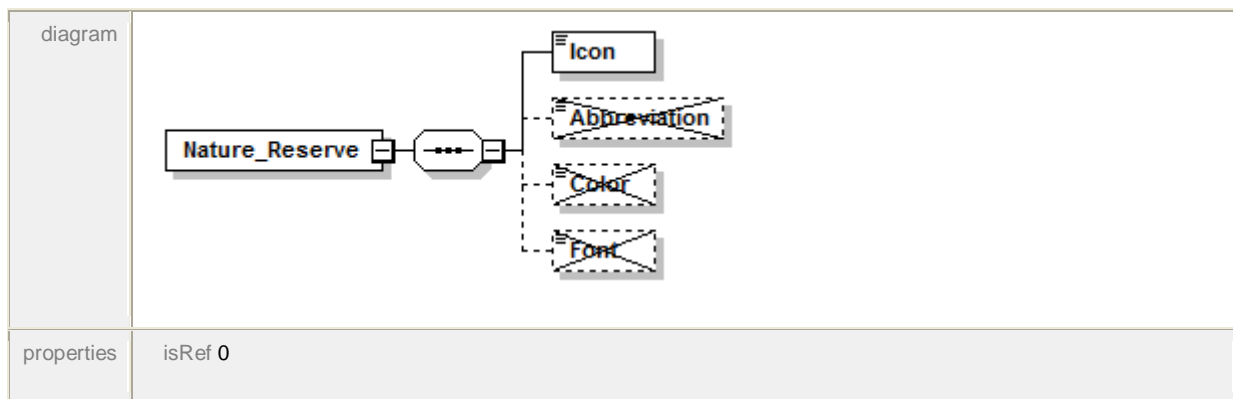 diagram
Icon
Abbreviation
Nature_Reserve
Color
Font
properties isRef 0